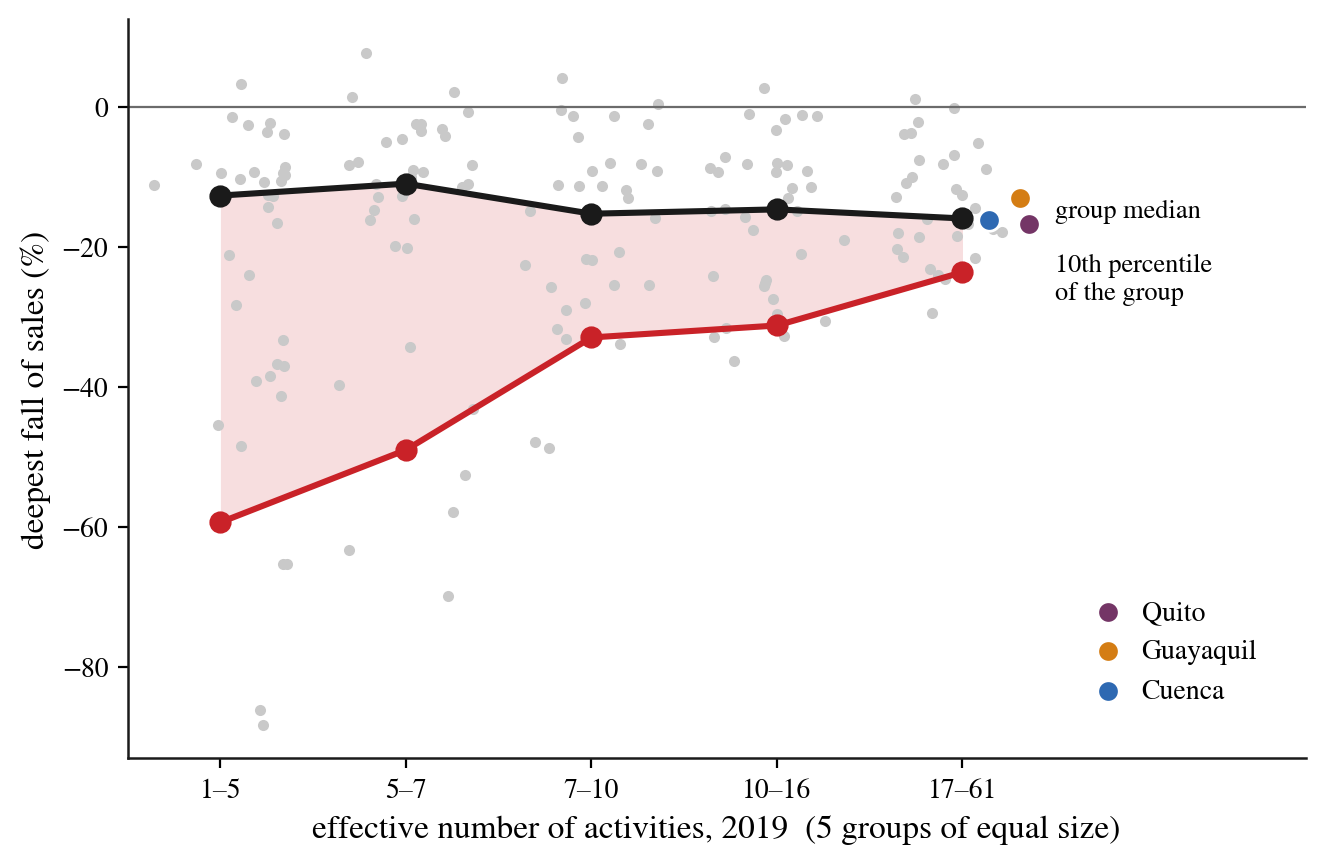 0
−20
−40
−60
−80
deepest fall of sales (%)
group median
10th percentile
of the group
Quito
Guayaquil
Cuenca
1–5
5–7
7–10
10–16
17–61
effective number of activities, 2019  (5 groups of equal size)